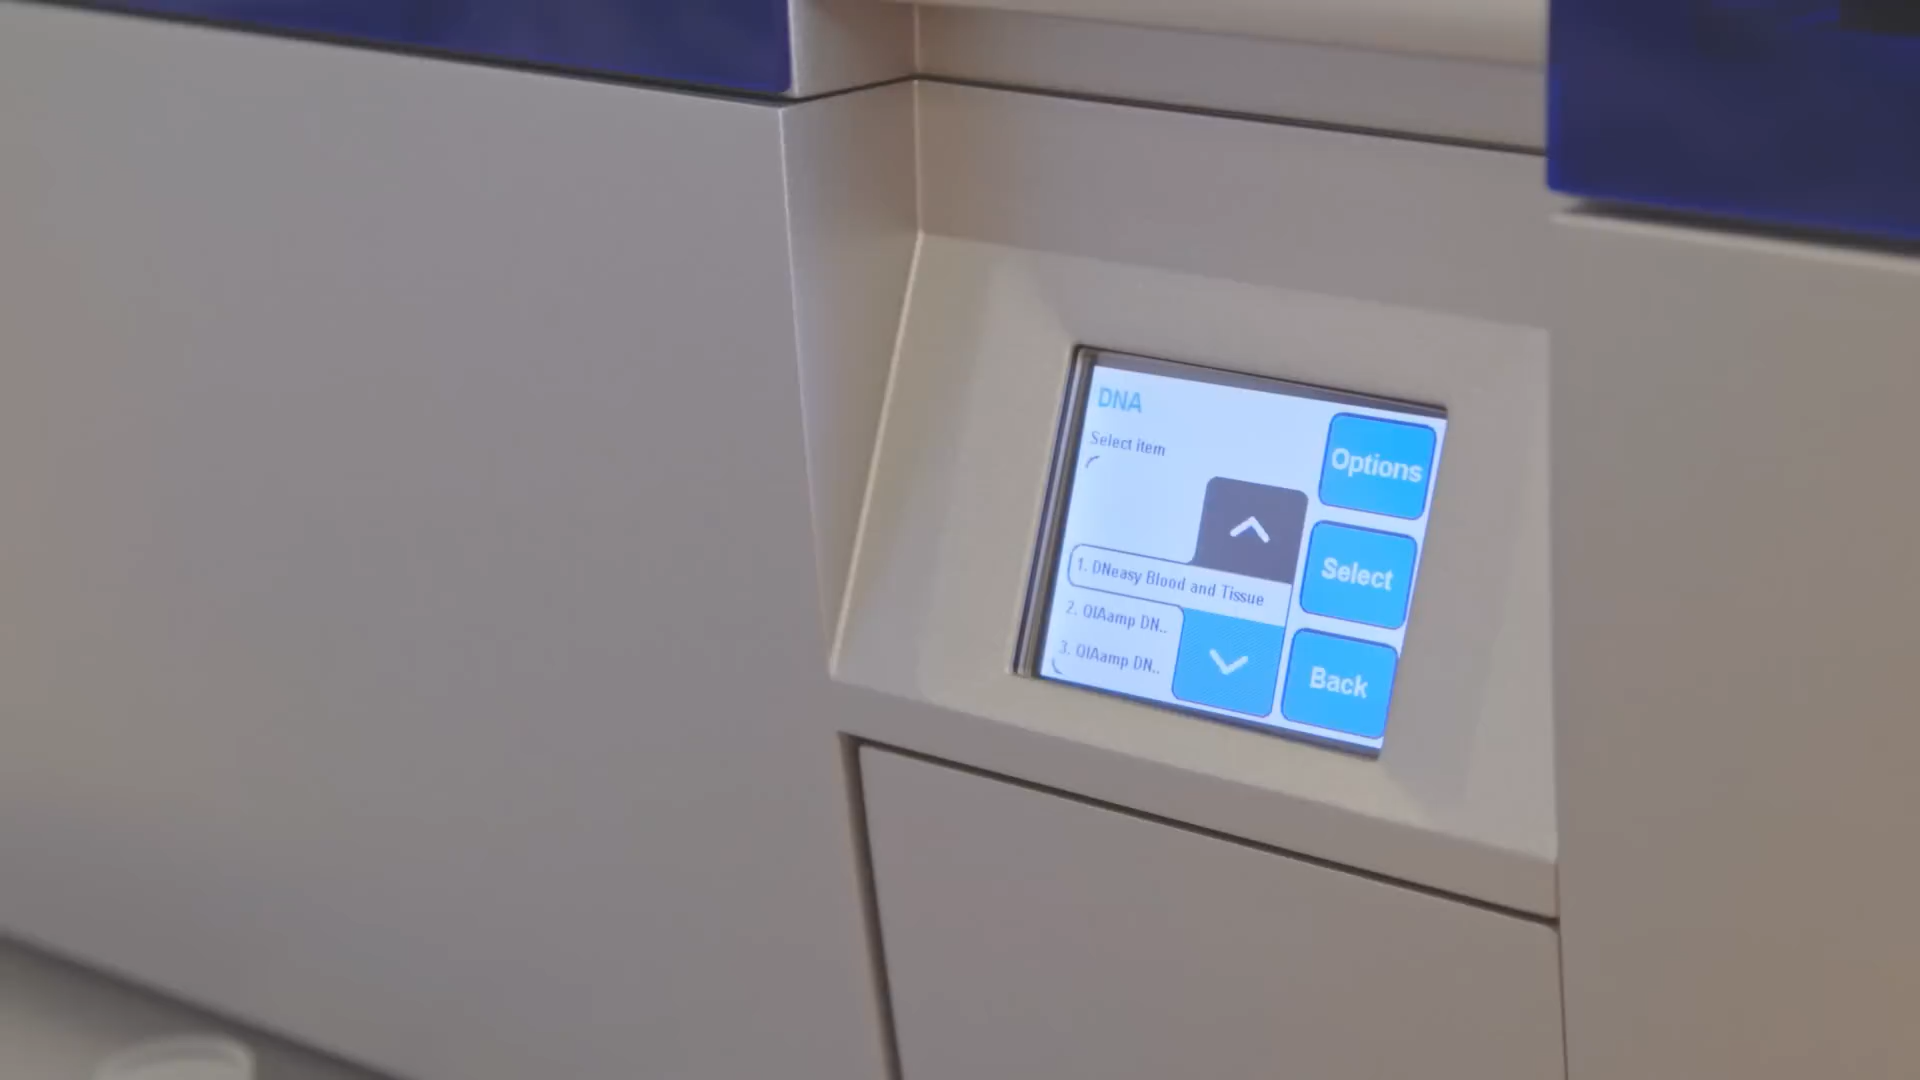 DNA
Select item
Options
Select
1. DNeasy Blood and Tissue
2. QIAamp DN..
3. QIAamp DN..
Back